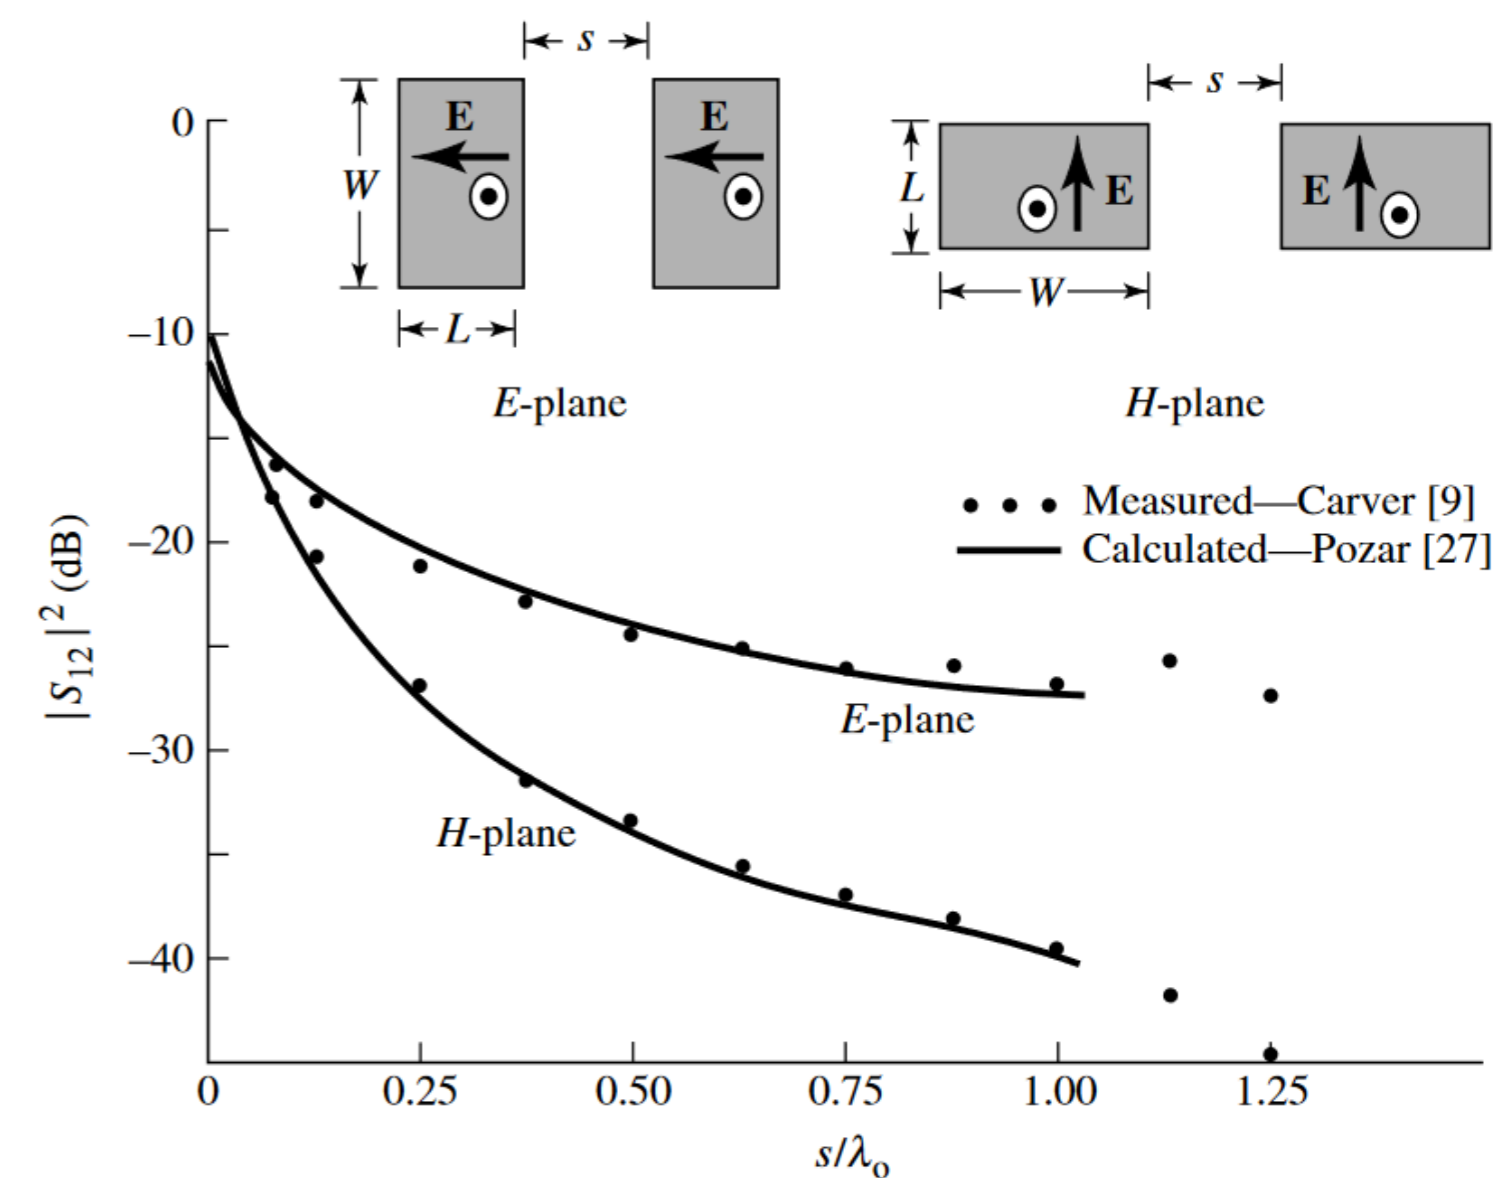 s
s
E
E
W
L
E
E
L
W
E-plane
H-plane
Measured—Carver [9]
Calculated—Pozar [27]
|S₁₂|² (dB)
0
–10
–20
–30
–40
E-plane
H-plane
0
0.25
0.50
0.75
1.00
1.25
s/λₒ